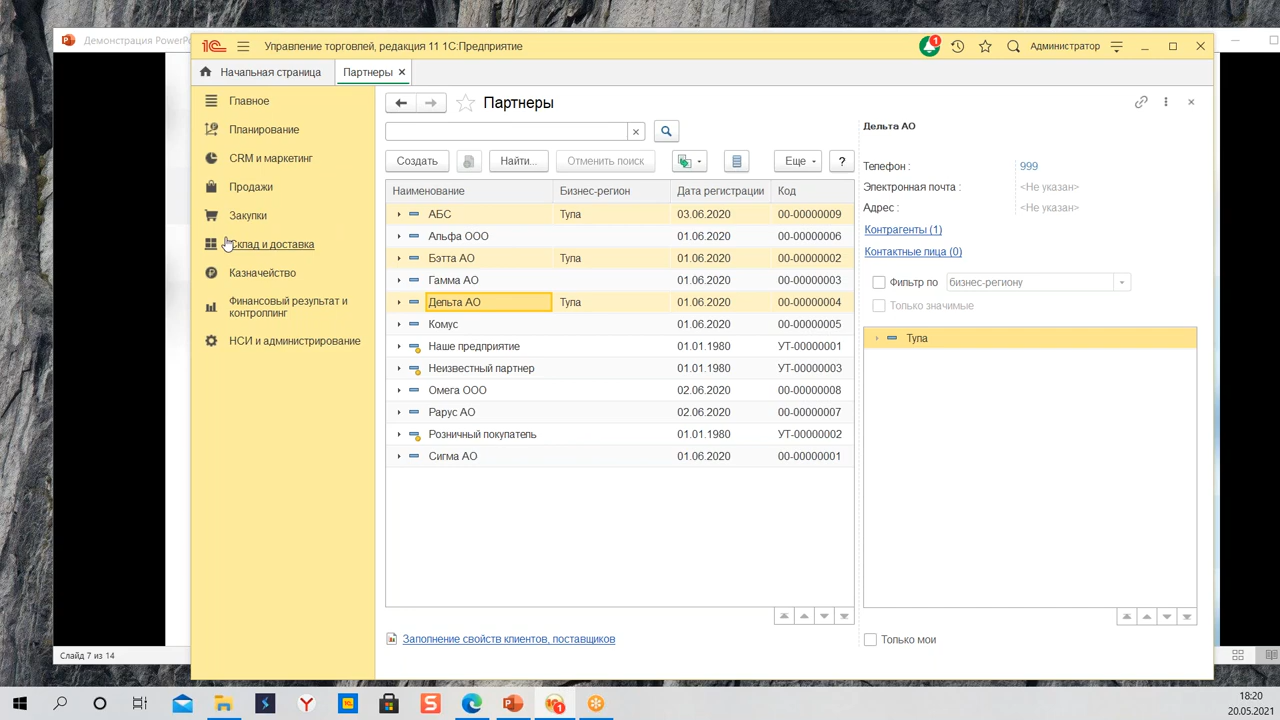 Демонстрация PowerPo
1С
Управление торговлей, редакция 11 1С:Предприятие
1
Администратор
Начальная страница
Партнеры
Главное
Планирование
CRM и маркетинг
Продажи
Закупки
Склад и доставка
Казначейство
Финансовый результат и
контроллинг
НСИ и администрирование
Партнеры
Создать
Найти...
Отменить поиск
Еще
?
Наименование Бизнес-регион Дата регистрации Код
АБС Тула 03.06.2020 00-00000009
Альфа ООО 01.06.2020 00-00000006
Бэтта АО Тула 01.06.2020 00-00000002
Гамма АО 01.06.2020 00-00000003
Дельта АО Тула 01.06.2020 00-00000004
Комус 01.06.2020 00-00000005
Наше предприятие 01.01.1980 УТ-00000001
Неизвестный партнер 01.01.1980 УТ-00000003
Омега ООО 02.06.2020 00-00000008
Рарус АО 02.06.2020 00-00000007
Розничный покупатель 01.01.1980 УТ-00000002
Сигма АО 01.06.2020 00-00000001
Заполнение свойств клиентов, поставщиков
Дельта АО
Телефон : 999
Электронная почта : <Не указан>
Адрес : <Не указан>
Контрагенты (1)
Контактные лица (0)
Фильтр по бизнес-региону
Только значимые
Тула
Только мои
Слайд 7 из 14
18:20
20.05.2021